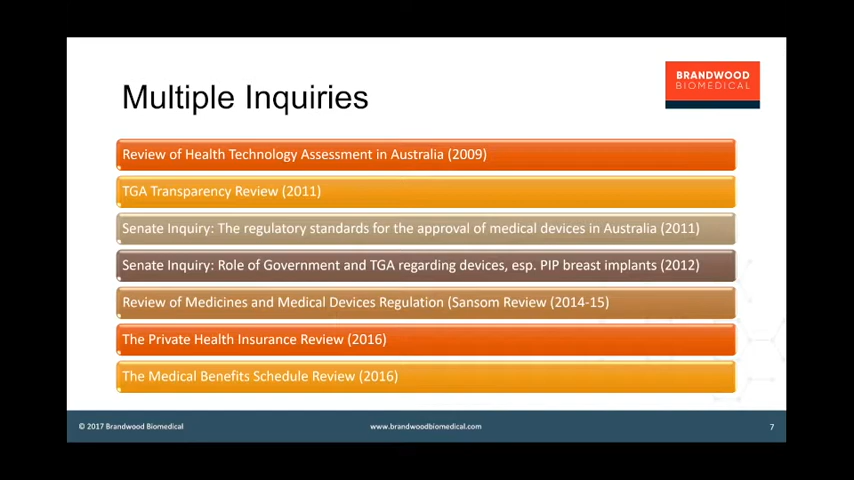 Multiple Inquiries
BRANDWOOD
BIOMEDICAL
Review of Health Technology Assessment in Australia (2009)
TGA Transparency Review (2011)
Senate Inquiry: The regulatory standards for the approval of medical devices in Australia (2011)
Senate Inquiry: Role of Government and TGA regarding devices, esp. PIP breast implants (2012)
Review of Medicines and Medical Devices Regulation (Sansom Review (2014-15)
The Private Health Insurance Review (2016)
The Medical Benefits Schedule Review (2016)
© 2017 Brandwood Biomedical
www.brandwoodbiomedical.com
7